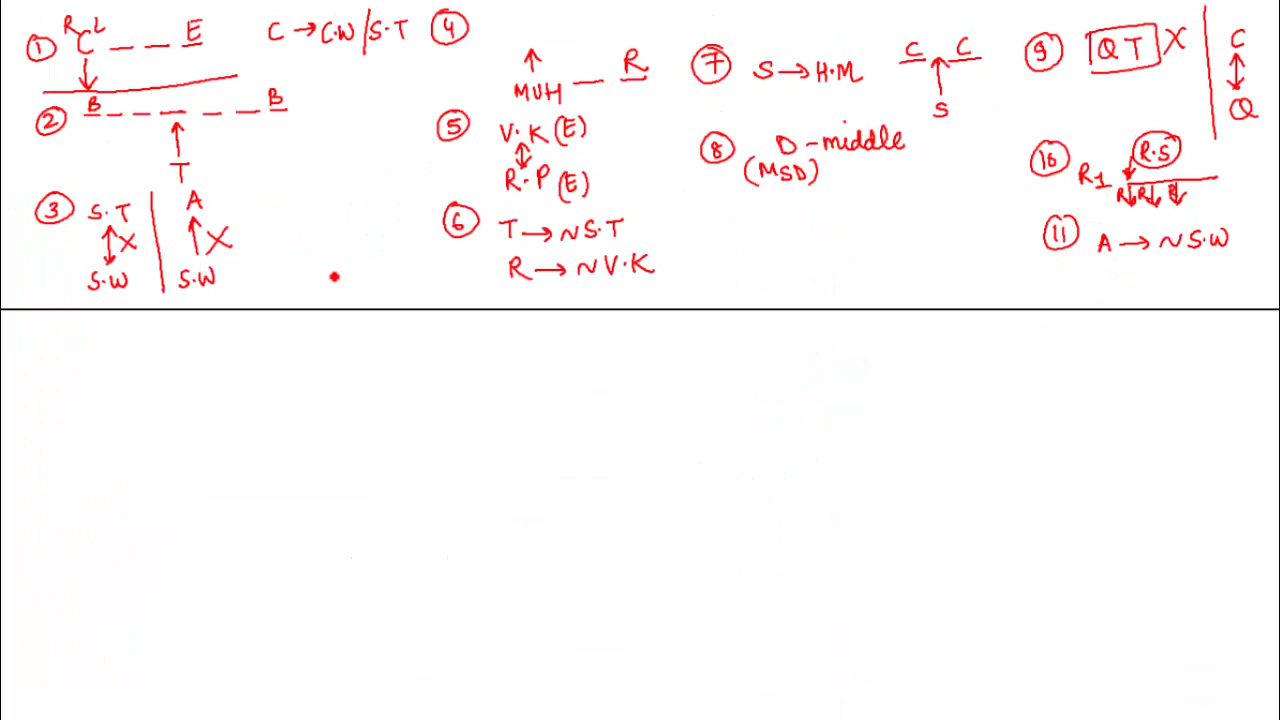 ① R C L _ _ E C → C·W / S·T
② B _ _ _ _ _ B
T
③ S·T | A
X | X
S·W | S·W
④ ↑
MUH _ R
⑤ V·K (E)
R·P (E)
⑥ T → ~ S·T
R → ~ V·K
⑦ S → H·M C C
S
⑧ D - middle
(MSD)
⑨ QT X | C
Q
10 R1 R·S
⑪ A → ~ S·W